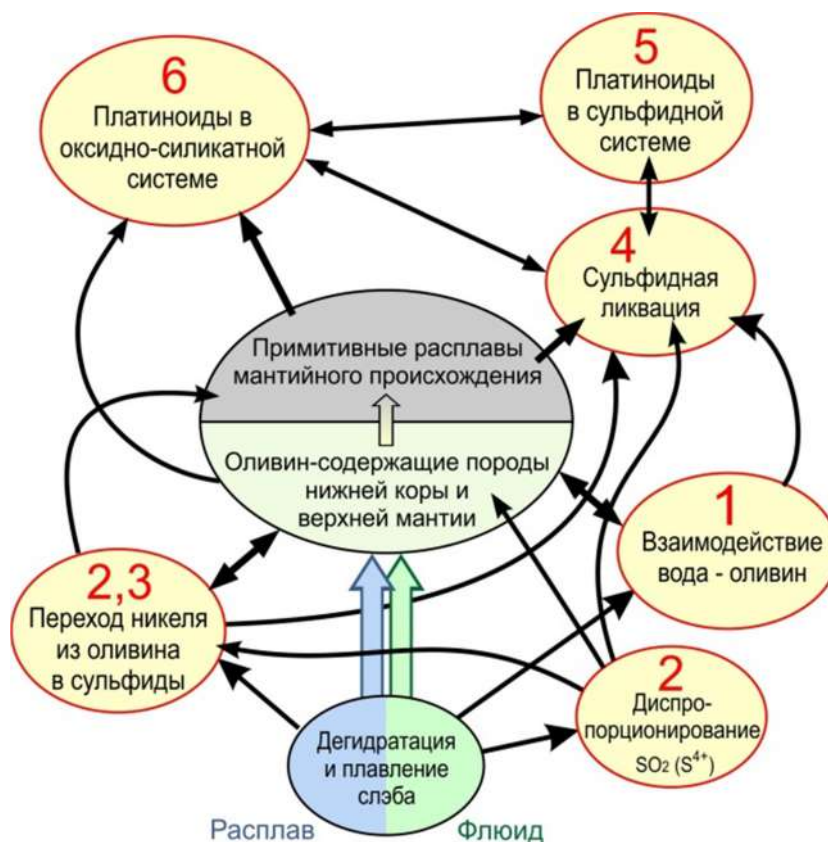 6
Платиноиды в
оксидно-силикатной
системе
5
Платиноиды
в сульфидной
системе
4
Сульфидная
ликвация
Примитивные расплавы
мантийного происхождения
Оливин-содержащие породы
нижней коры и
верхней мантии
1
Взаимодействие
вода - оливин
2,3
Переход никеля
из оливина
в сульфиды
2
Диспро-
порционирование
SO₂ (S⁴⁺)
Дегидратация
и плавление
слэба
Расплав
Флюид